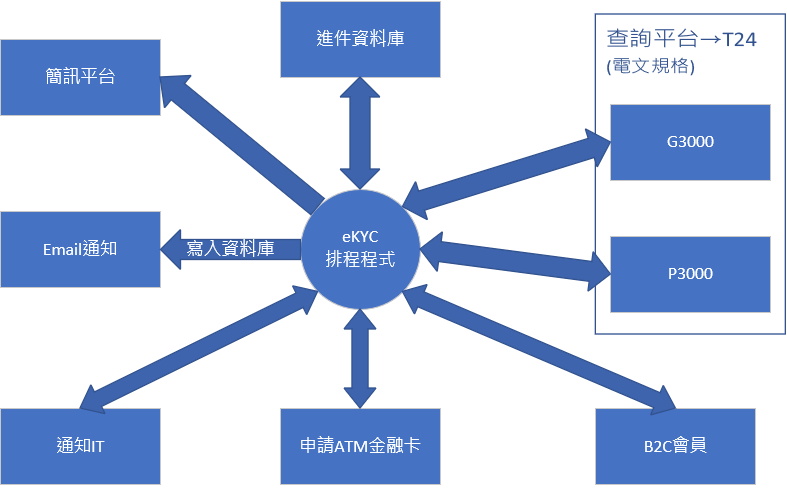 進件資料庫
查詢平台→T24
(電文規格)
簡訊平台
G3000
Email通知
寫入資料庫
eKYC
排程程式
P3000
通知IT
申請ATM金融卡
B2C會員